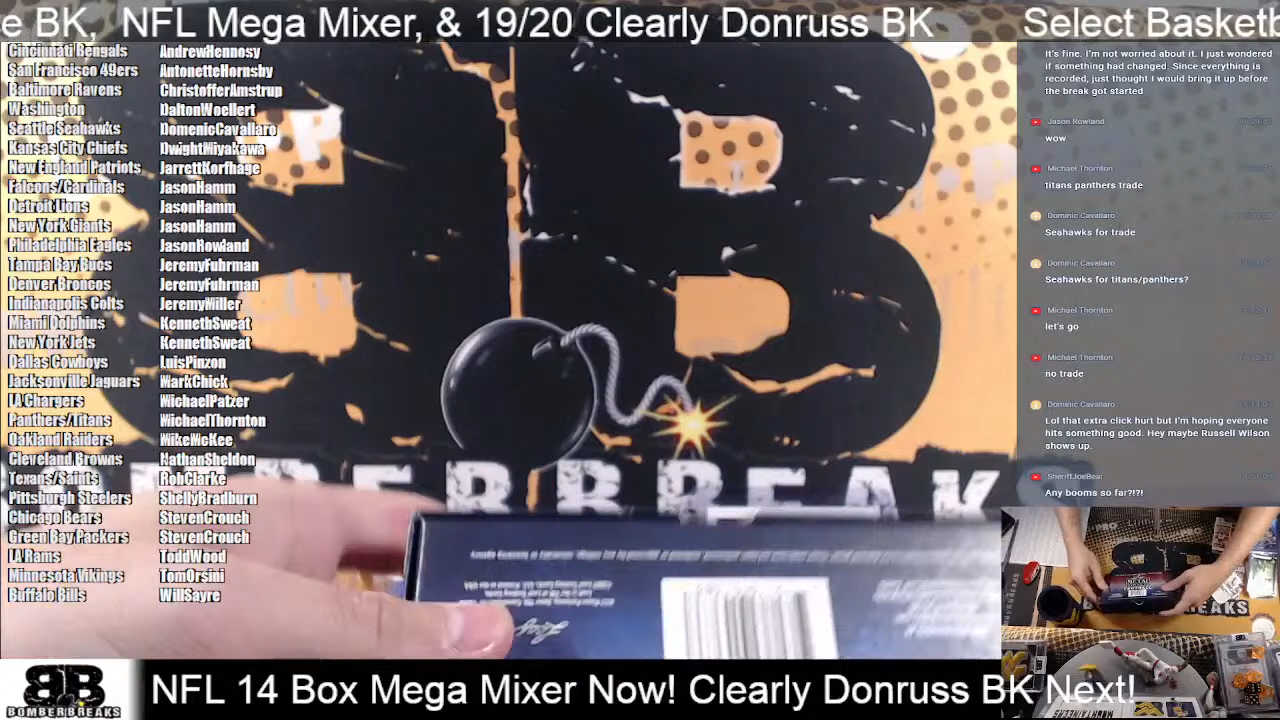 e BK, NFL Mega Mixer, & 19/20 Clearly Donruss BK Select Basketb
Cincinnati Bengals AndrewHennosy
San Francisco 49ers AntonetteHornsby
Baltimore Ravens ChristofferAmstrup
Washington DaltonWoellert
Seattle Seahawks DomenicCavallaro
Kansas City Chiefs DwightMiyakawa
New England Patriots JarrettKorfhage
Falcons/Cardinals JasonHamm
Detroit Lions JasonHamm
New York Giants JasonHamm
Philadelphia Eagles JasonRowland
Tampa Bay Bucs JeremyFuhrman
Denver Broncos JeremyFuhrman
Indianapolis Colts JeremyMiller
Miami Dolphins KennethSweat
New York Jets KennethSweat
Dallas Cowboys LuisPinzon
Jacksonville Jaguars MarkChick
LA Chargers MichaelPatzer
Panthers/Titans MichaelThornton
Oakland Raiders MikeMcKee
Cleveland Browns NathanSheldon
Texans/Saints RobClarke
Pittsburgh Steelers ShellyBradburn
Chicago Bears StevenCrouch
Green Bay Packers StevenCrouch
LA Rams ToddWood
Minnesota Vikings TomOrsini
Buffalo Bills WillSayre
It's fine. I'm not worried about it. I just wondered
if something had changed. Since everything is
recorded, just thought I would bring it up before
the break got started
Jason Rowland
wow
Michael Thornton
titans panthers trade
Dominic Cavallaro
Seahawks for trade
Dominic Cavallaro
Seahawks for titans/panthers?
Michael Thornton
let's go
Michael Thornton
no trade
Dominic Cavallaro
Lol that extra click hurt but I'm hoping everyone
hits something good. Hey maybe Russell Wilson
shows up.
SheriffJoeBear
Any booms so far?!?!
BB
BERBREAK
Leaf
BB
BOMBERBREAKS
NFL 14 Box Mega Mixer Now! Clearly Donruss BK Next!